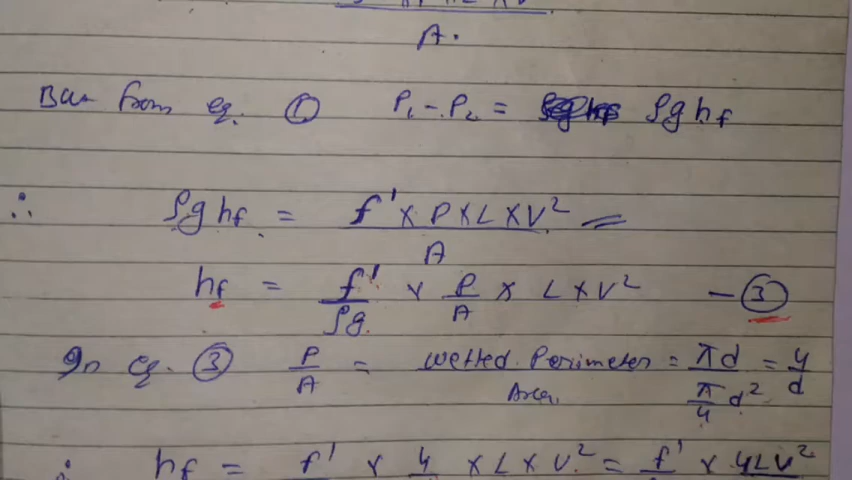 A.
But from eq. ① P₁ - P₂ = ρg hf
∴ ρg hf = f' × P × L × V² / A
hf = f'/ρg × P/A × L × V² — ③
In eq. ③ P/A = wetted Perimeter / Area = πd / (π/4 d²) = 4/d
∴ hf = f' × 4 × L × V² = f' × 4LV²